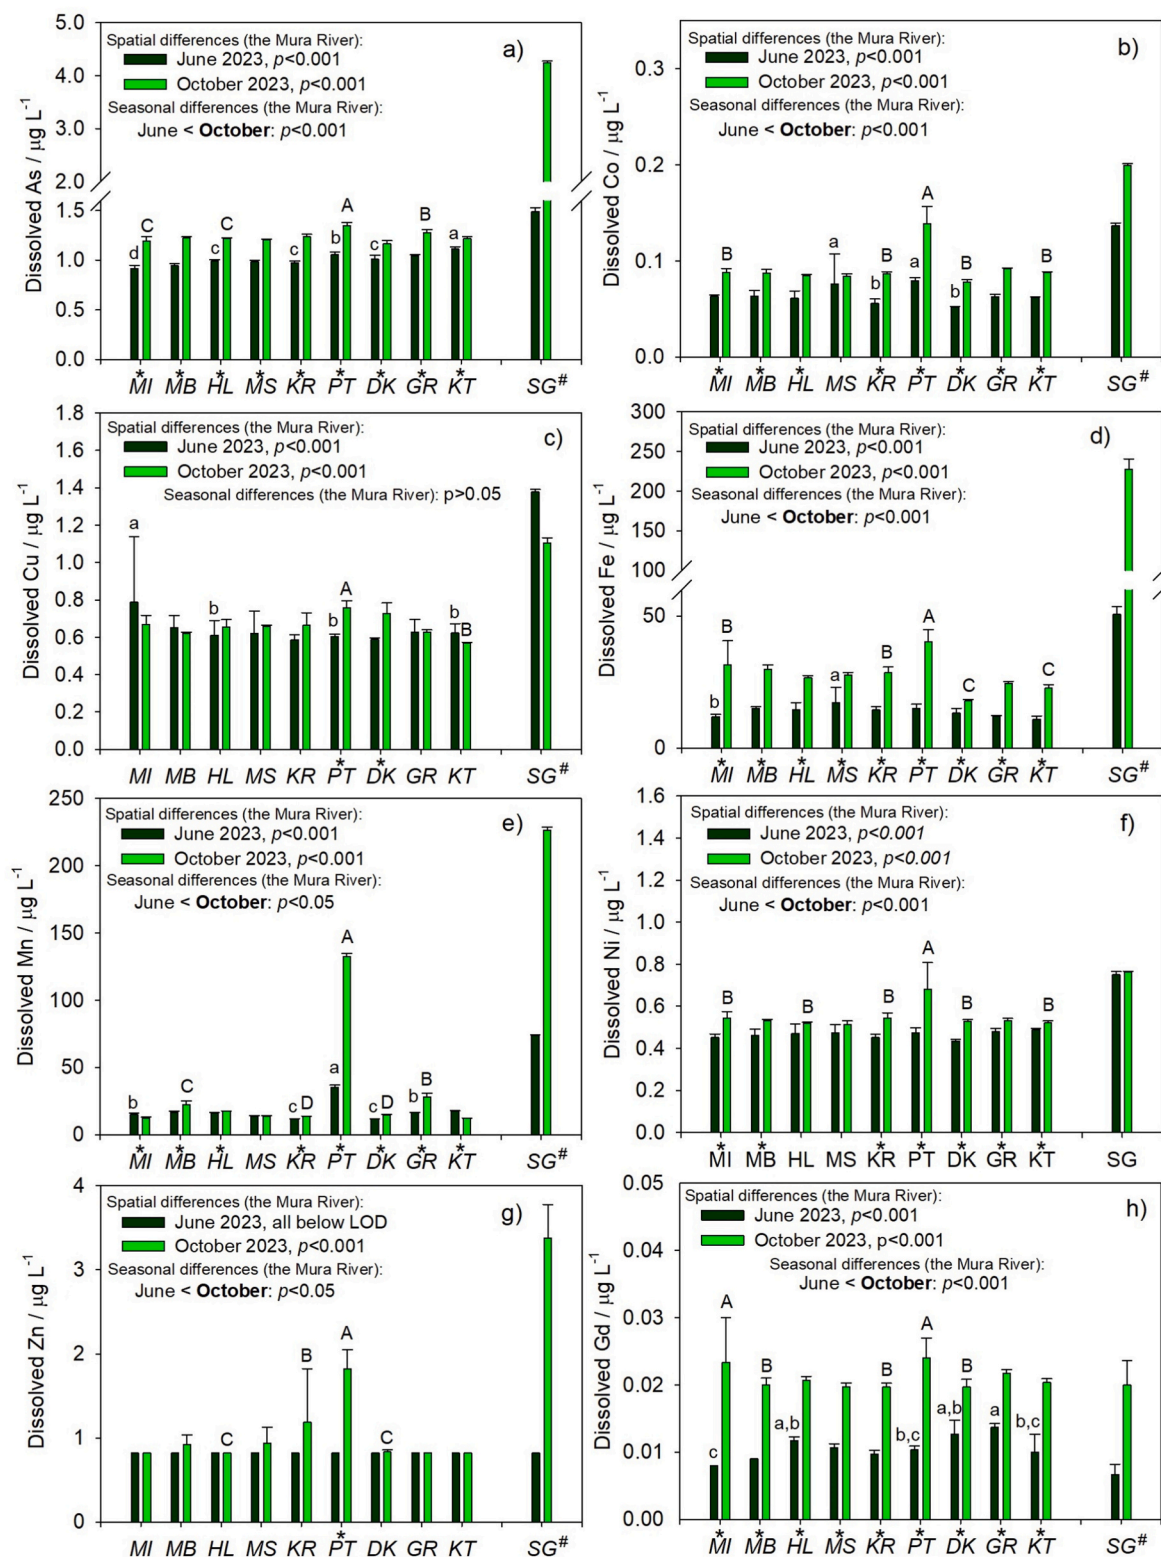 a)
Spatial differences (the Mura River):
June 2023, p<0.001
October 2023, p<0.001
Seasonal differences (the Mura River):
June < October: p<0.001
Dissolved As / µg L⁻¹
5.0
4.0
3.0
2.0
1.5
1.0
0.5
0.0
d C c C c A b c B a
* * * * * * * * *
MI MB HL MS KR PT DK GR KT SG#
b)
Spatial differences (the Mura River):
June 2023, p<0.001
October 2023, p<0.001
Seasonal differences (the Mura River):
June < October: p<0.001
Dissolved Co / µg L⁻¹
0.3
0.2
0.1
0.0
B a b B a A b B B
* * * * * * * *
MI MB HL MS KR PT DK GR KT SG#
c)
Spatial differences (the Mura River):
June 2023, p<0.001
October 2023, p<0.001
Seasonal differences (the Mura River): p>0.05
Dissolved Cu / µg L⁻¹
1.8
1.6
1.4
1.2
1.0
0.8
0.6
0.4
0.2
0.0
a b b A b B
* *
MI MB HL MS KR PT DK GR KT SG#
d)
Spatial differences (the Mura River):
June 2023, p<0.001
October 2023, p<0.001
Seasonal differences (the Mura River):
June < October: p<0.001
Dissolved Fe / µg L⁻¹
300
250
200
150
100
50
0
b B a B A C C
* * * * * * * * *
MI MB HL MS KR PT DK GR KT SG#
e)
Spatial differences (the Mura River):
June 2023, p<0.001
October 2023, p<0.001
Seasonal differences (the Mura River):
June < October: p<0.05
Dissolved Mn / µg L⁻¹
250
200
150
100
50
0
b C c D a A c D b B
* * * * * * * *
MI MB HL MS KR PT DK GR KT SG#
f)
Spatial differences (the Mura River):
June 2023, p<0.001
October 2023, p<0.001
Seasonal differences (the Mura River):
June < October: p<0.001
Dissolved Ni / µg L⁻¹
1.6
1.4
1.2
1.0
0.8
0.6
0.4
0.2
0.0
B B B A B B
* * * * * * *
MI MB HL MS KR PT DK GR KT SG
g)
Spatial differences (the Mura River):
June 2023, all below LOD
October 2023, p<0.001
Seasonal differences (the Mura River):
June < October: p<0.05
Dissolved Zn / µg L⁻¹
4
3
2
1
0
C B A C
*
MI MB HL MS KR PT DK GR KT SG#
h)
Spatial differences (the Mura River):
June 2023, p<0.001
October 2023, p<0.001
Seasonal differences (the Mura River):
June < October: p<0.001
Dissolved Gd / µg L⁻¹
0.05
0.04
0.03
0.02
0.01
0.00
c A B a,b B b,c A a,b B a b,c
* * * * * * * * *
MI MB HL MS KR PT DK GR KT SG#